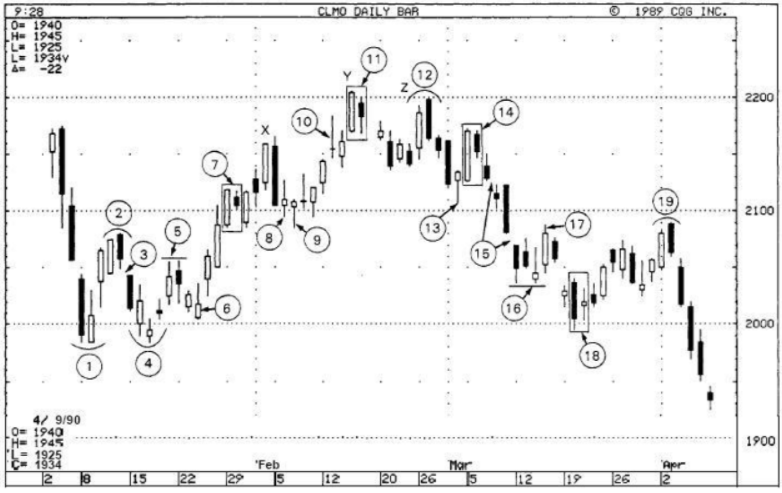 9:28 CLMO DAILY BAR © 1989 CQG INC.
O= 1940
H= 1945
L= 1925
L= 1934v
Δ= -22
Y 11
Z 12
2200
10
X
14
7
13
8
9
2100
2
5
3
15
17
19
6
16
2000
1
4
18
4/ 9/90
O= 1940
H= 1945
L= 1925
C= 1934
1900
Feb Mar Apr
2 8 15 22 29 5 12 20 26 5 12 19 26 2